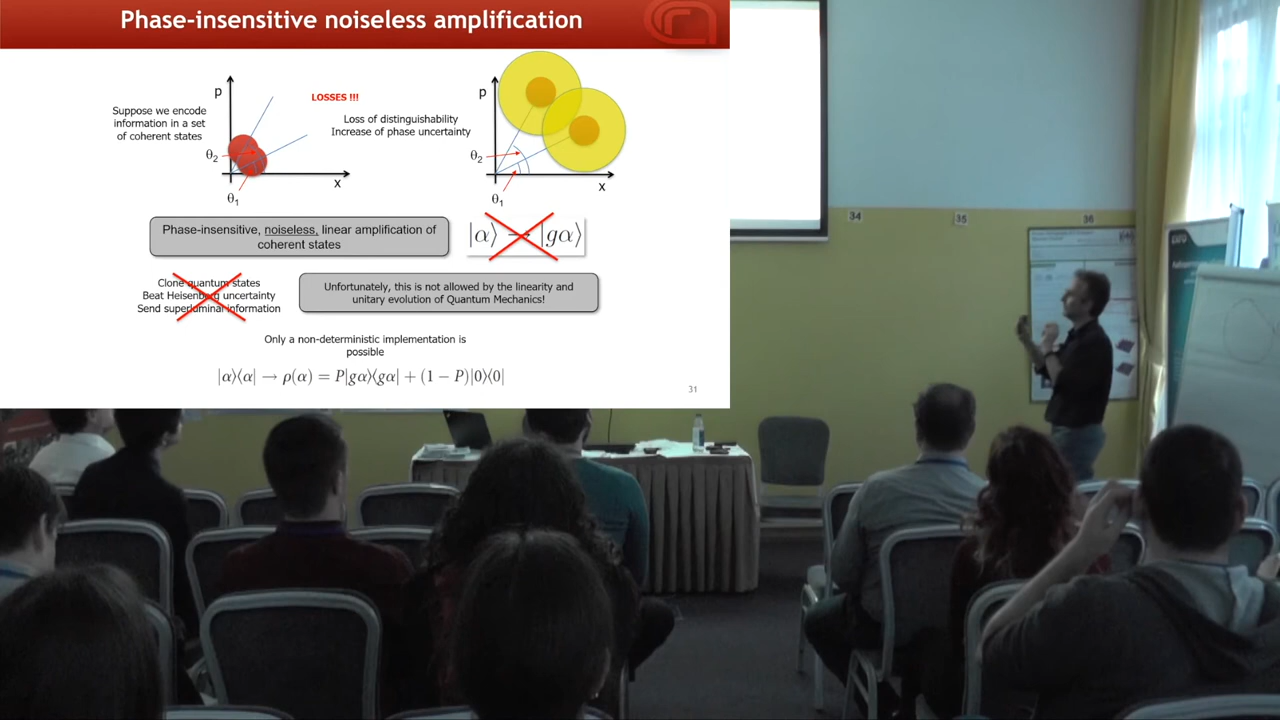 Phase-insensitive noiseless amplification
p
Suppose we encode
information in a set
of coherent states
LOSSES !!!
Loss of distinguishability
Increase of phase uncertainty
θ2
x
θ1
p
θ2
x
θ1
Phase-insensitive, noiseless, linear amplification of
coherent states
|α⟩ → |gα⟩
Clone quantum states
Beat Heisenberg uncertainty
Send superluminal information
Unfortunately, this is not allowed by the linearity and
unitary evolution of Quantum Mechanics!
Only a non-deterministic implementation is
possible
|α⟩⟨α| → ρ(α) = P|gα⟩⟨gα| + (1 − P)|0⟩⟨0|
31
34
35
36